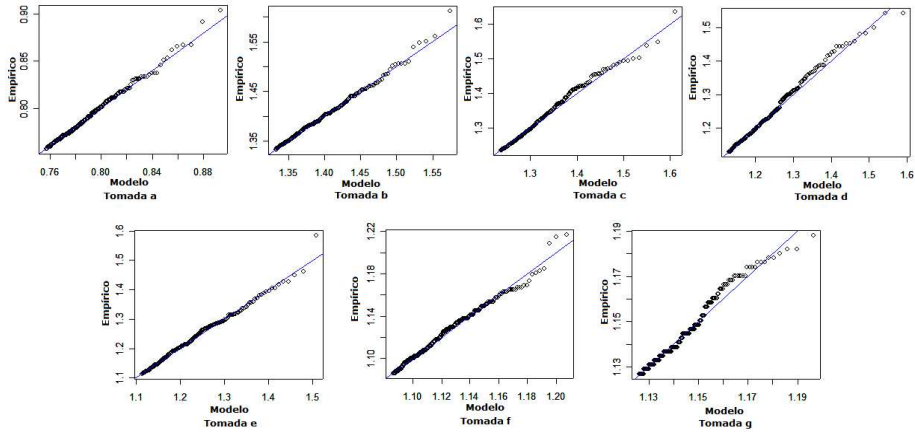 Empírico
0.80 0.85 0.90
0.76 0.80 0.84 0.88
Modelo
Tomada a
Empírico
1.35 1.45 1.55
1.35 1.40 1.45 1.50 1.55
Modelo
Tomada b
Empírico
1.3 1.4 1.5 1.6
1.3 1.4 1.5 1.6
Modelo
Tomada c
Empírico
1.2 1.3 1.4 1.5
1.2 1.3 1.4 1.5 1.6
Modelo
Tomada d
Empírico
1.1 1.2 1.3 1.4 1.5 1.6
1.1 1.2 1.3 1.4 1.5
Modelo
Tomada e
Empírico
1.10 1.14 1.18 1.22
1.10 1.12 1.14 1.16 1.18 1.20
Modelo
Tomada f
Empírico
1.13 1.15 1.17 1.19
1.13 1.15 1.17 1.19
Modelo
Tomada g